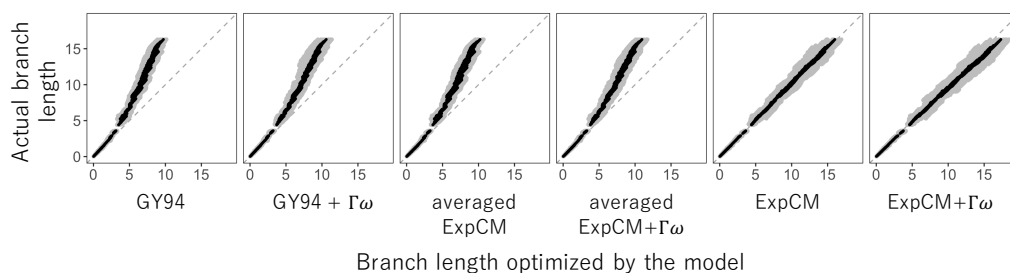 Actual branch
length
15
10
5
0
0 5 10 15 0 5 10 15 0 5 10 15 0 5 10 15 0 5 10 15 0 5 10 15
GY94 GY94 + Γω averaged ExpCM averaged ExpCM+Γω ExpCM ExpCM+Γω
Branch length optimized by the model